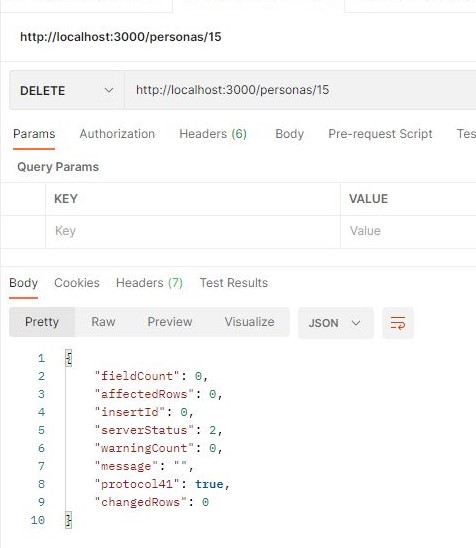 http://localhost:3000/personas/15
DELETE http://localhost:3000/personas/15
Params Authorization Headers (6) Body Pre-request Script Tes
Query Params
KEY VALUE
Key Value
Body Cookies Headers (7) Test Results
Pretty Raw Preview Visualize JSON
1 {
2 "fieldCount": 0,
3 "affectedRows": 0,
4 "insertId": 0,
5 "serverStatus": 2,
6 "warningCount": 0,
7 "message": "",
8 "protocol41": true,
9 "changedRows": 0
10 }